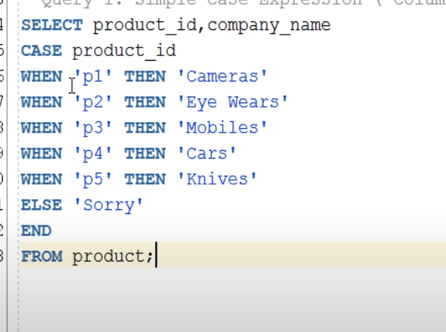 Query 1: Simple Case Expression ( Colum
SELECT product_id,company_name
CASE product_id
WHEN 'p1' THEN 'Cameras'
WHEN 'p2' THEN 'Eye Wears'
WHEN 'p3' THEN 'Mobiles'
WHEN 'p4' THEN 'Cars'
WHEN 'p5' THEN 'Knives'
ELSE 'Sorry'
END
FROM product;